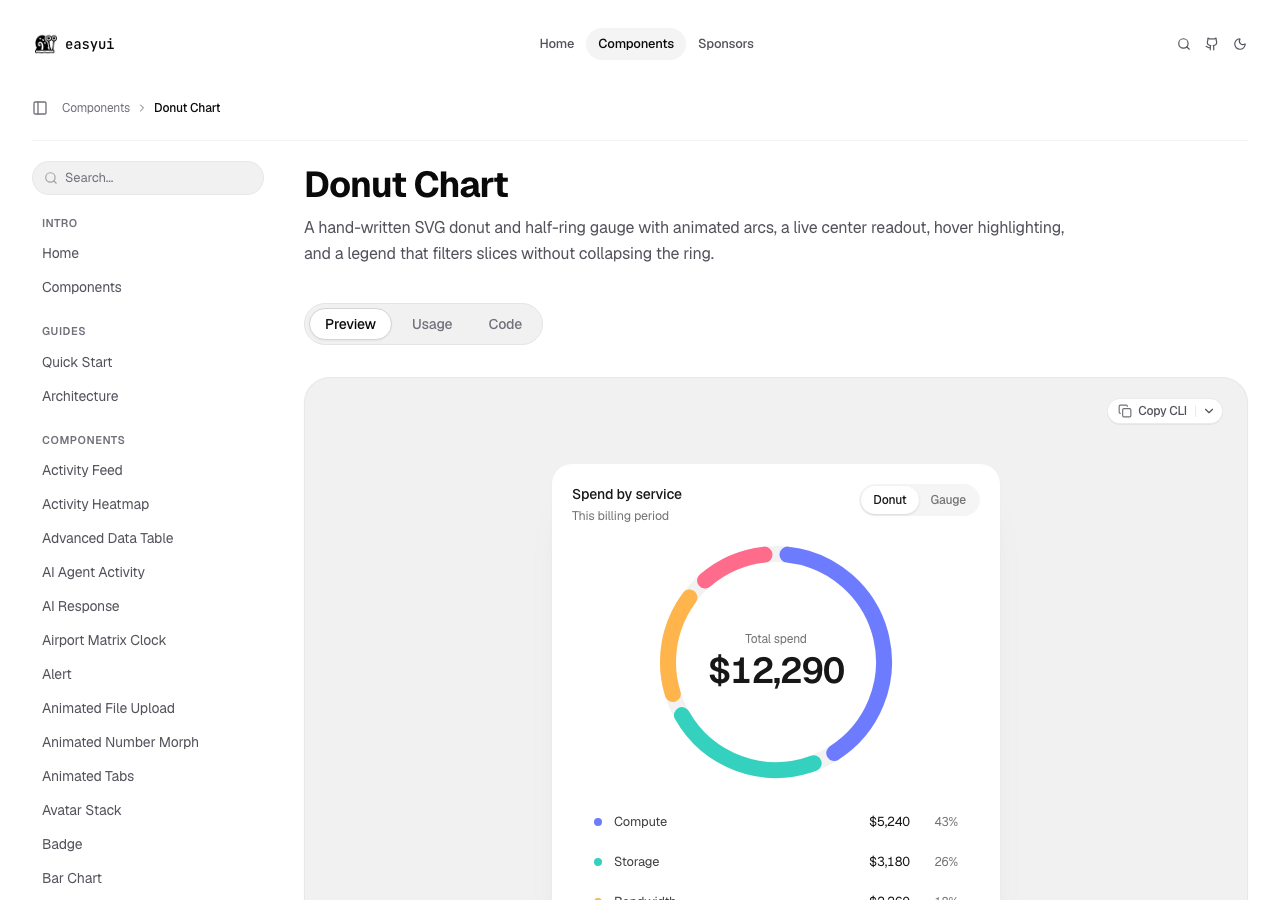 easyui
Home
Components
Sponsors
Components
Donut Chart
Search...
INTRO
Home
Components
GUIDES
Quick Start
Architecture
COMPONENTS
Activity Feed
Activity Heatmap
Advanced Data Table
AI Agent Activity
AI Response
Airport Matrix Clock
Alert
Animated File Upload
Animated Number Morph
Animated Tabs
Avatar Stack
Badge
Bar Chart
Donut Chart
A hand-written SVG donut and half-ring gauge with animated arcs, a live center readout, hover highlighting,
and a legend that filters slices without collapsing the ring.
Preview
Usage
Code
Copy CLI
Spend by service
This billing period
Donut
Gauge
Total spend
$12,290
Compute $5,240 43%
Storage $3,180 26%